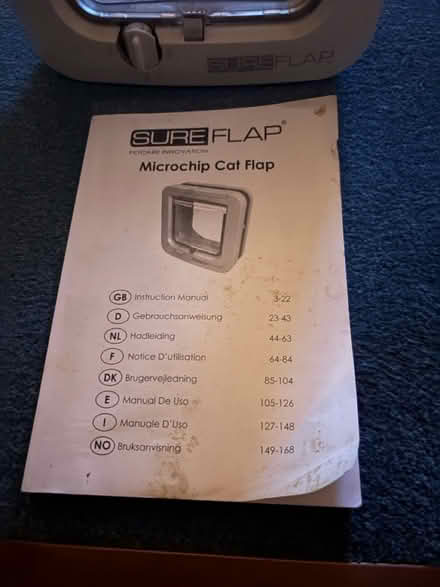 SUREFLAP
SUREFLAP®
PETCARE INNOVATION
Microchip Cat Flap
GB Instruction Manual 3-22
D Gebrauchsanweisung 23-43
NL Hadleiding 44-63
F Notice D'utilisation 64-84
DK Brugervejledning 85-104
E Manual De Uso 105-126
I Manuale D'Uso 127-148
NO Bruksanvisning 149-168